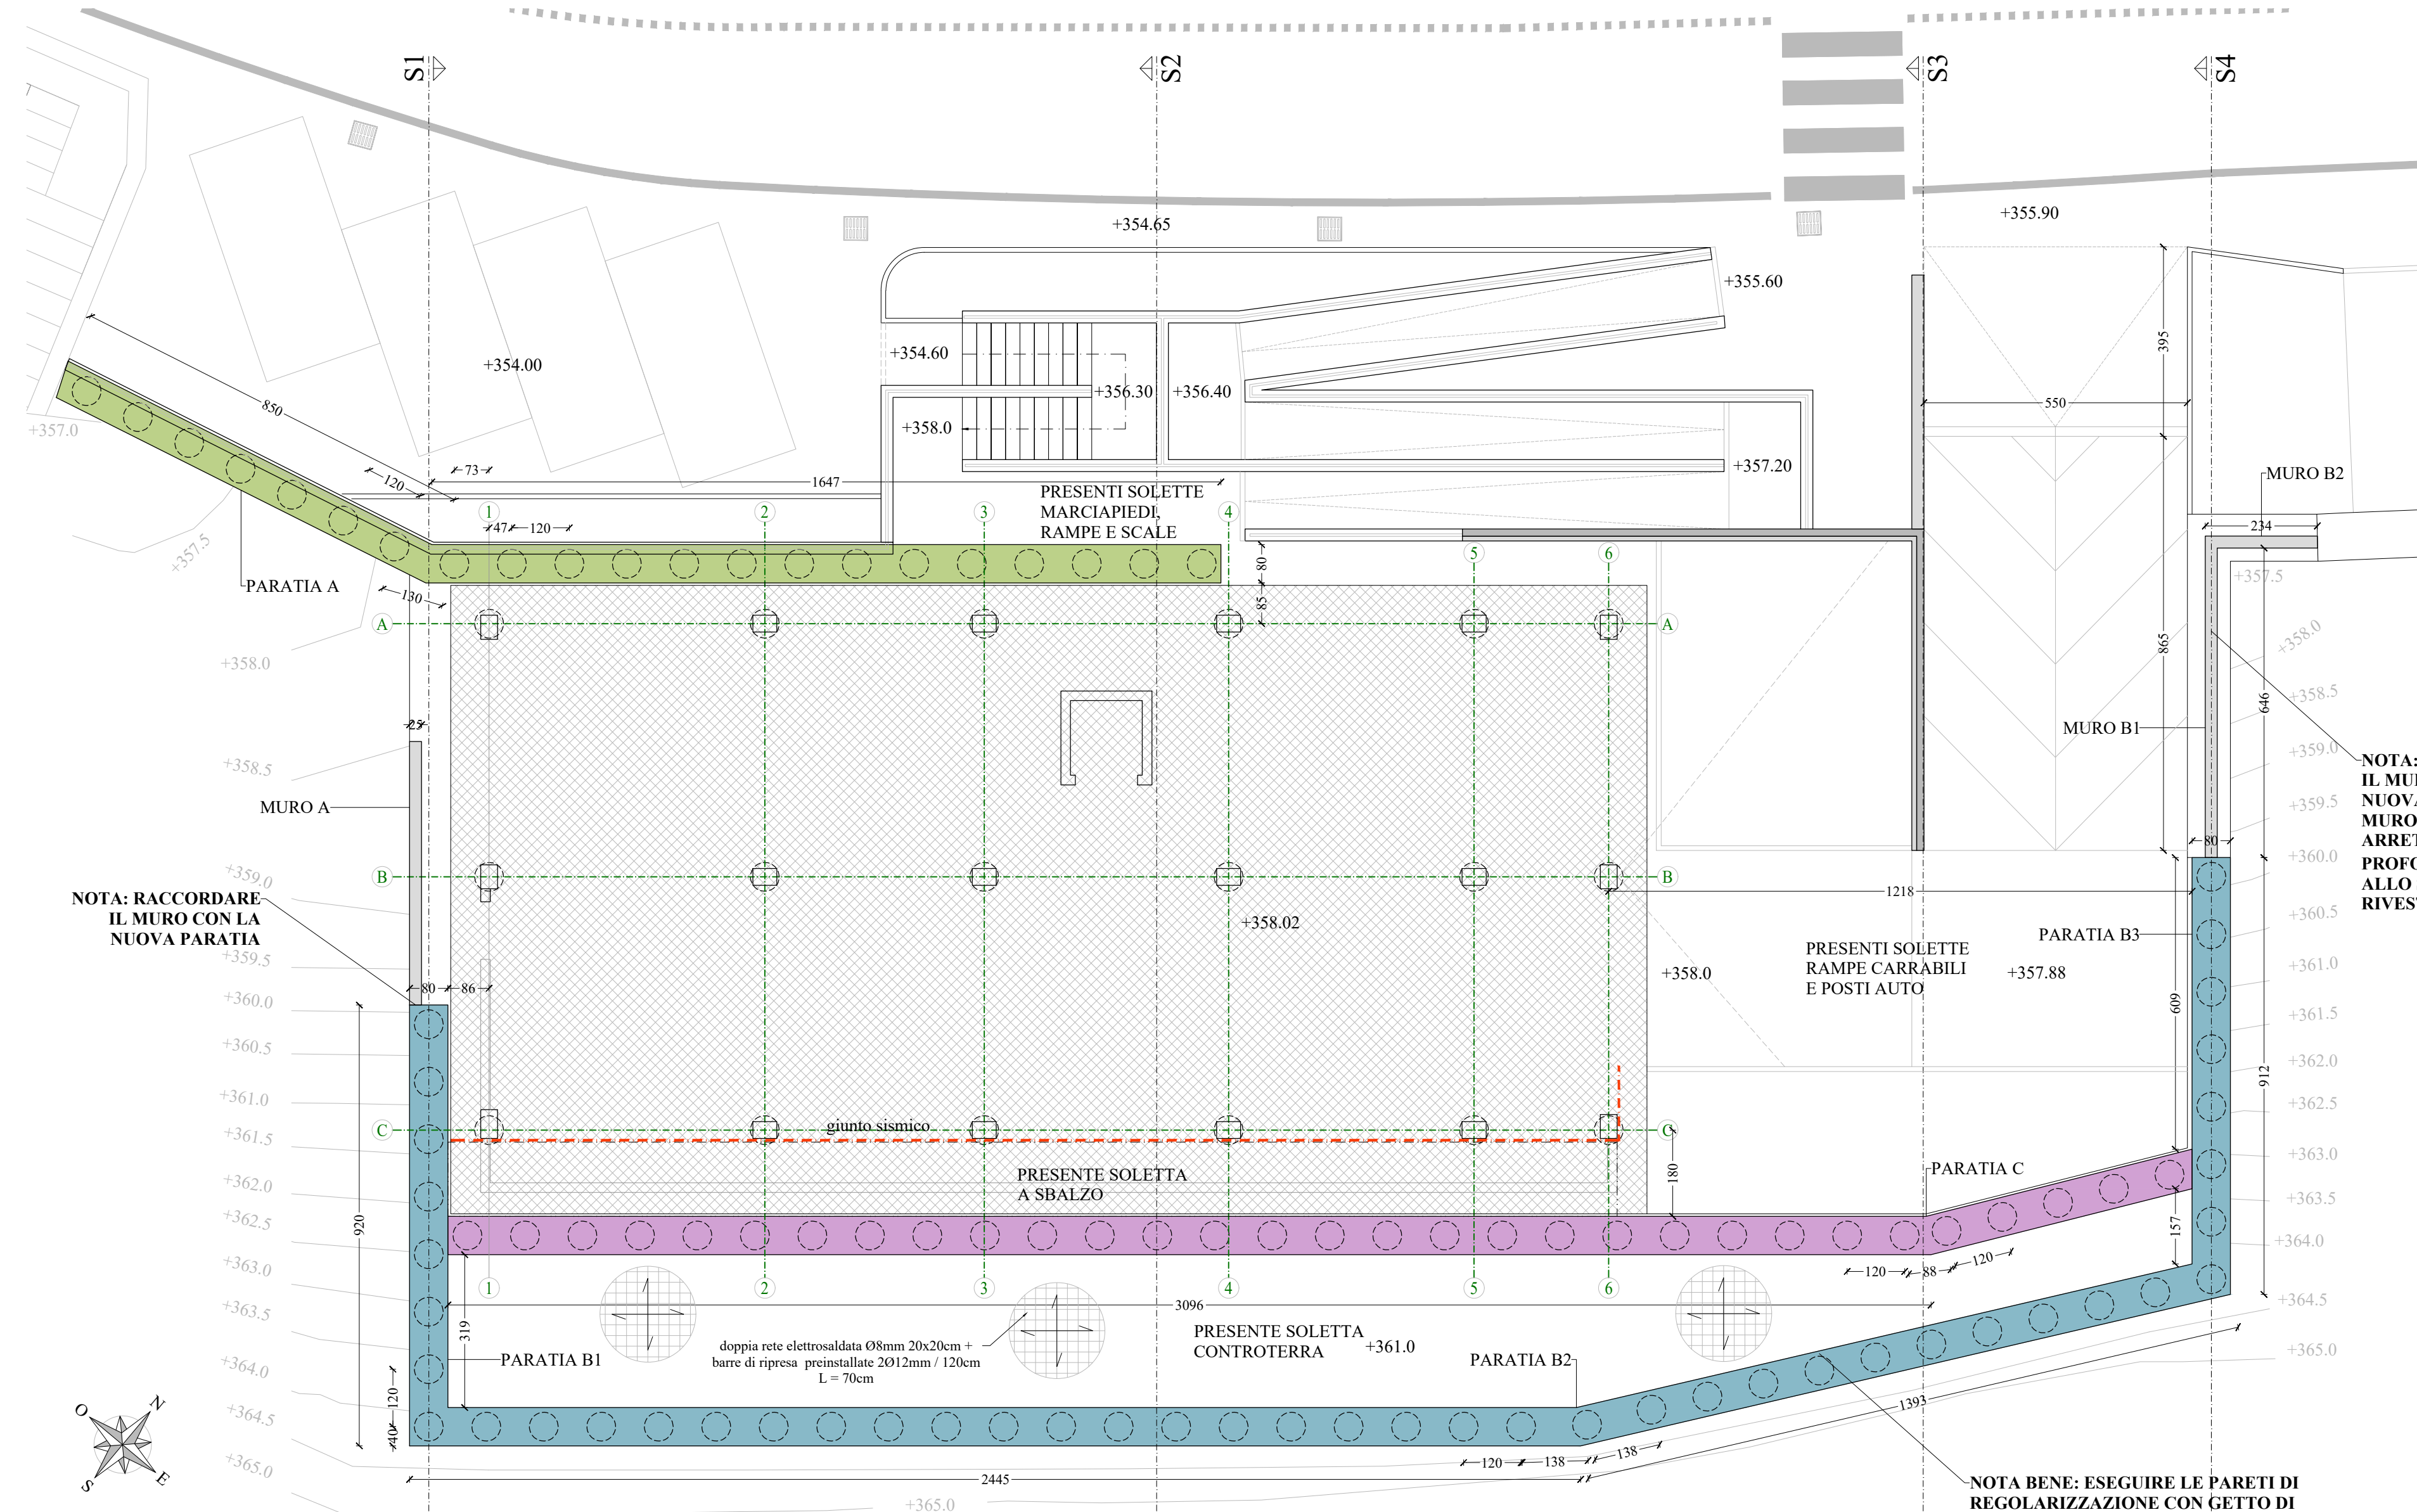 S1
S2
S3
S4
+354.65
+355.90
+355.60
+354.00
+354.60
+356.30
+356.40
+358.0
+357.20
395
550
850
120
73
1647
+357.0
+357.5
PRESENTI SOLETTE
MARCIAPIEDI,
RAMPE E SCALE
MURO B2
234
1
2
3
4
5
6
47
120
80
85
130
PARATIA A
+357.5
+358.0
A
A
+358.0
865
646
+358.5
25
MURO B1
+359.0
+358.5
MURO A
+359.5
NOTA:
IL MU
NUOVA
MURO
ARRET
PROFO
ALLO
RIVES
80
+360.0
+359.0
B
B
1218
NOTA: RACCORDARE
IL MURO CON LA
NUOVA PARATIA
+358.02
+360.5
PARATIA B3
PRESENTI SOLETTE
RAMPE CARRABILI
E POSTI AUTO
+358.0
+357.88
+359.5
+361.0
80
86
+360.0
609
+361.5
+360.5
+362.0
912
+361.0
+362.5
C
giunto sismico
C
+361.5
+363.0
180
PARATIA C
PRESENTE SOLETTA
A SBALZO
+362.0
+363.5
920
+362.5
157
+364.0
+363.0
120
88
120
1
2
3
4
5
6
+364.5
+363.5
3096
319
PRESENTE SOLETTA
CONTROTERRA
+361.0
doppia rete elettrosaldata Ø8mm 20x20cm +
barre di ripresa preinstallate 2Ø12mm / 120cm
L = 70cm
PARATIA B1
PARATIA B2
+365.0
+364.0
120
1393
40
+364.5
N
O
S
E
120
138
138
+365.0
2445
+365.0
NOTA BENE: ESEGUIRE LE PARETI DI
REGOLARIZZAZIONE CON GETTO DI